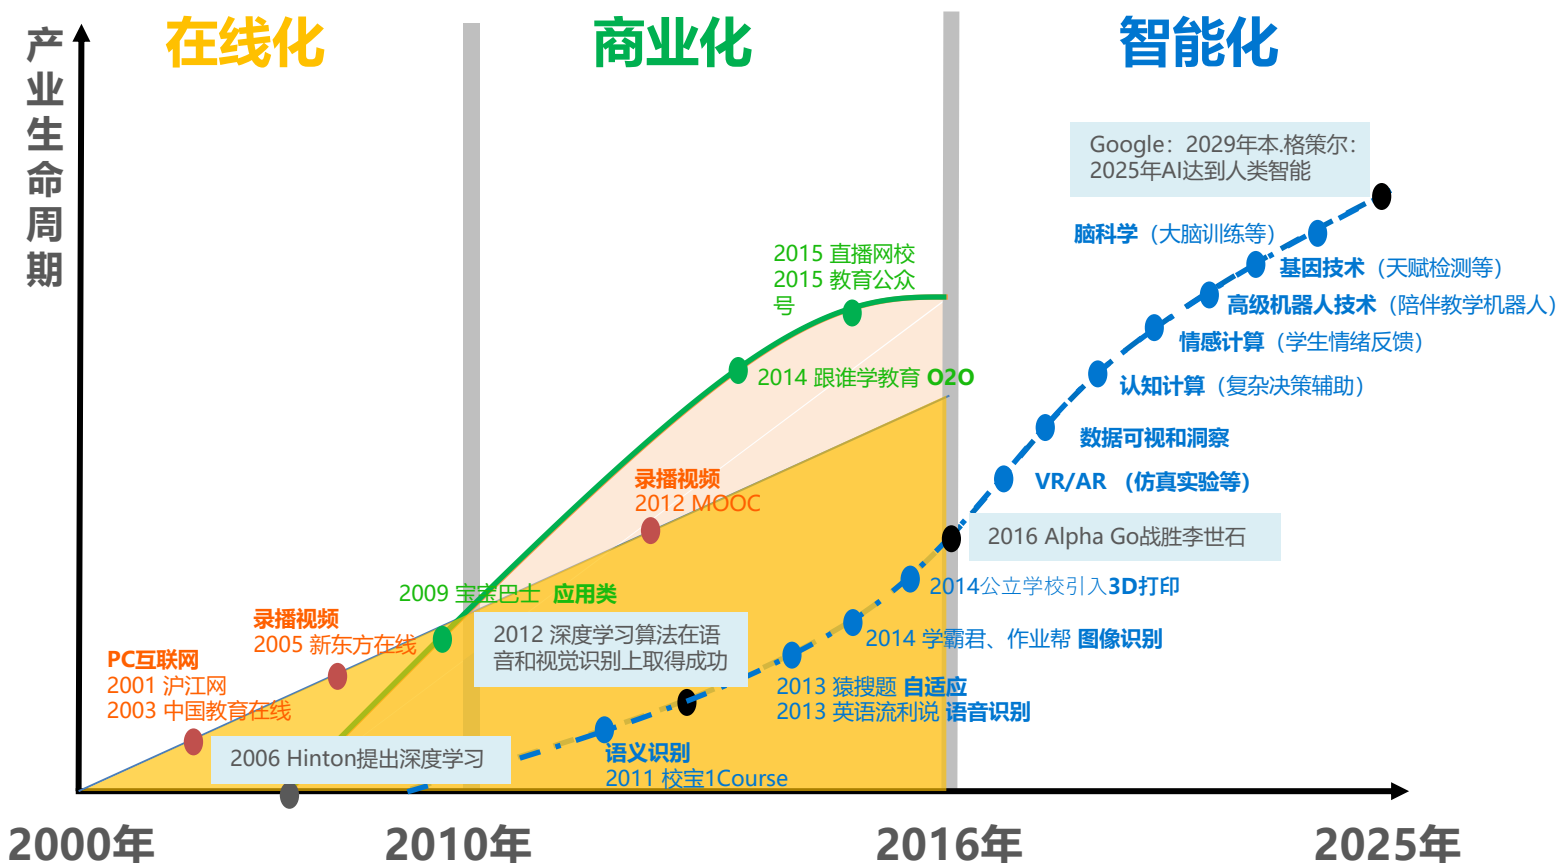 在线化
商业化
智能化
产业生命周期
Google：2029年本.格策尔：
2025年AI达到人类智能
脑科学（大脑训练等）
2015 直播网校
2015 教育公众
号
基因技术（天赋检测等）
高级机器人技术（陪伴教学机器人）
情感计算（学生情绪反馈）
2014 跟谁学教育 O2O
认知计算（复杂决策辅助）
数据可视和洞察
录播视频
2012 MOOC
VR/AR （仿真实验等）
2016 Alpha Go战胜李世石
2009 宝宝巴士 应用类
2014公立学校引入3D打印
录播视频
2005 新东方在线
2012 深度学习算法在语
音和视觉识别上取得成功
2014 学霸君、作业帮 图像识别
PC互联网
2001 沪江网
2003 中国教育在线
2013 猿搜题 自适应
2013 英语流利说 语音识别
2006 Hinton提出深度学习
语义识别
2011 校宝1Course
2000年
2010年
2016年
2025年